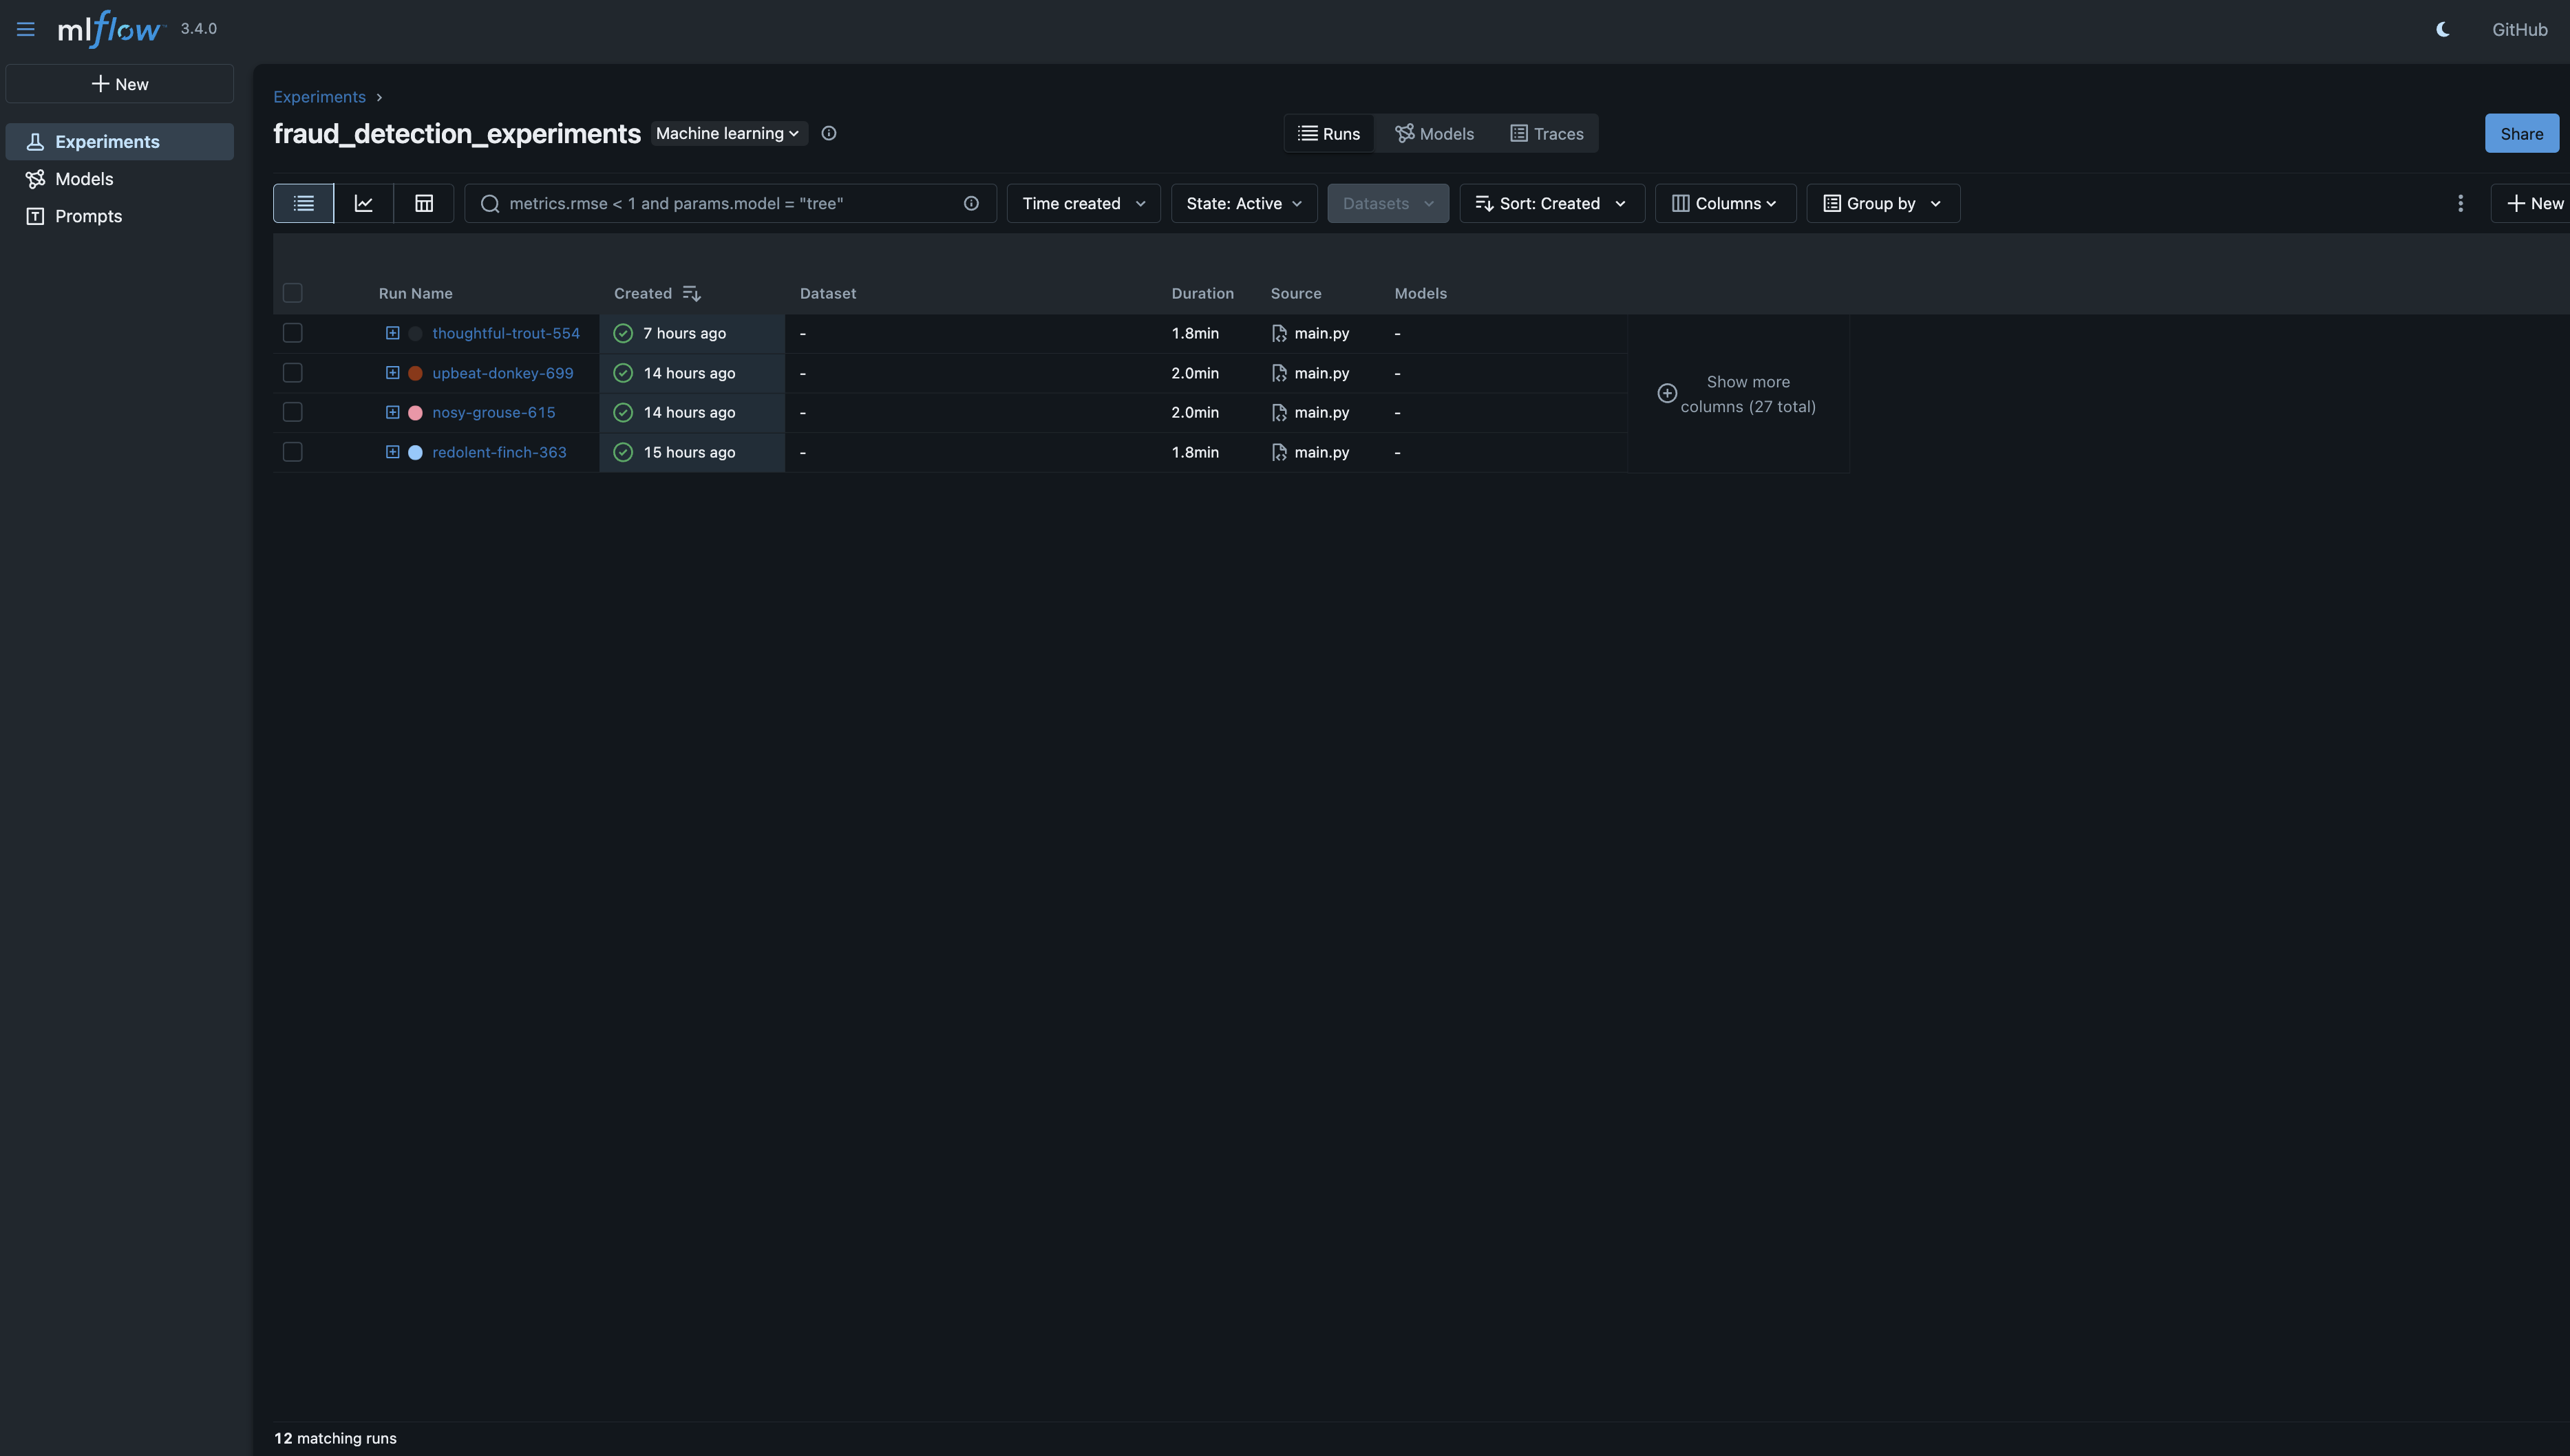 mlflow™ 3.4.0
GitHub
New
Experiments
Models
Prompts
Experiments
fraud_detection_experiments Machine learning
Runs Models Traces
Share
metrics.rmse < 1 and params.model = "tree" Time created State: Active Datasets Sort: Created Columns Group by New
Run Name Created Dataset Duration Source Models
thoughtful-trout-554 7 hours ago - 1.8min main.py -
upbeat-donkey-699 14 hours ago - 2.0min main.py -
nosy-grouse-615 14 hours ago - 2.0min main.py -
redolent-finch-363 15 hours ago - 1.8min main.py -
Show more
columns (27 total)
12 matching runs